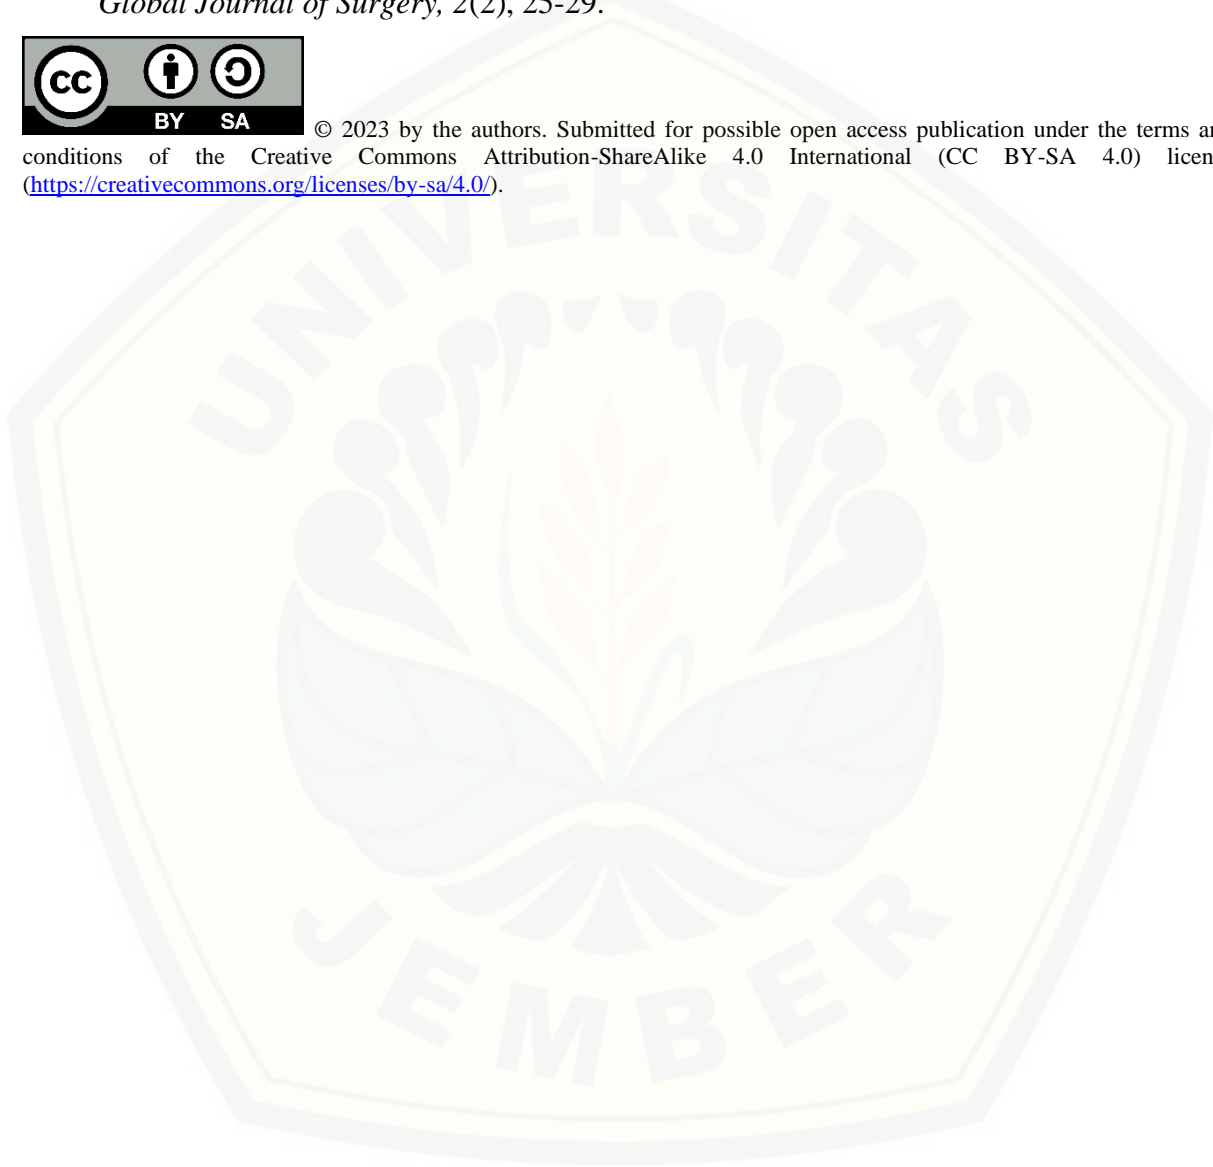 Global Journal of Surgery, 2(2), 25-29.
cc
BY SA
© 2023 by the authors. Submitted for possible open access publication under the terms
conditions of the Creative Commons Attribution-ShareAlike 4.0 International (CC BY-SA 4.0)
(https://creativecommons.org/licenses/by-sa/4.0/).
UNIVERSITAS
JEMBER